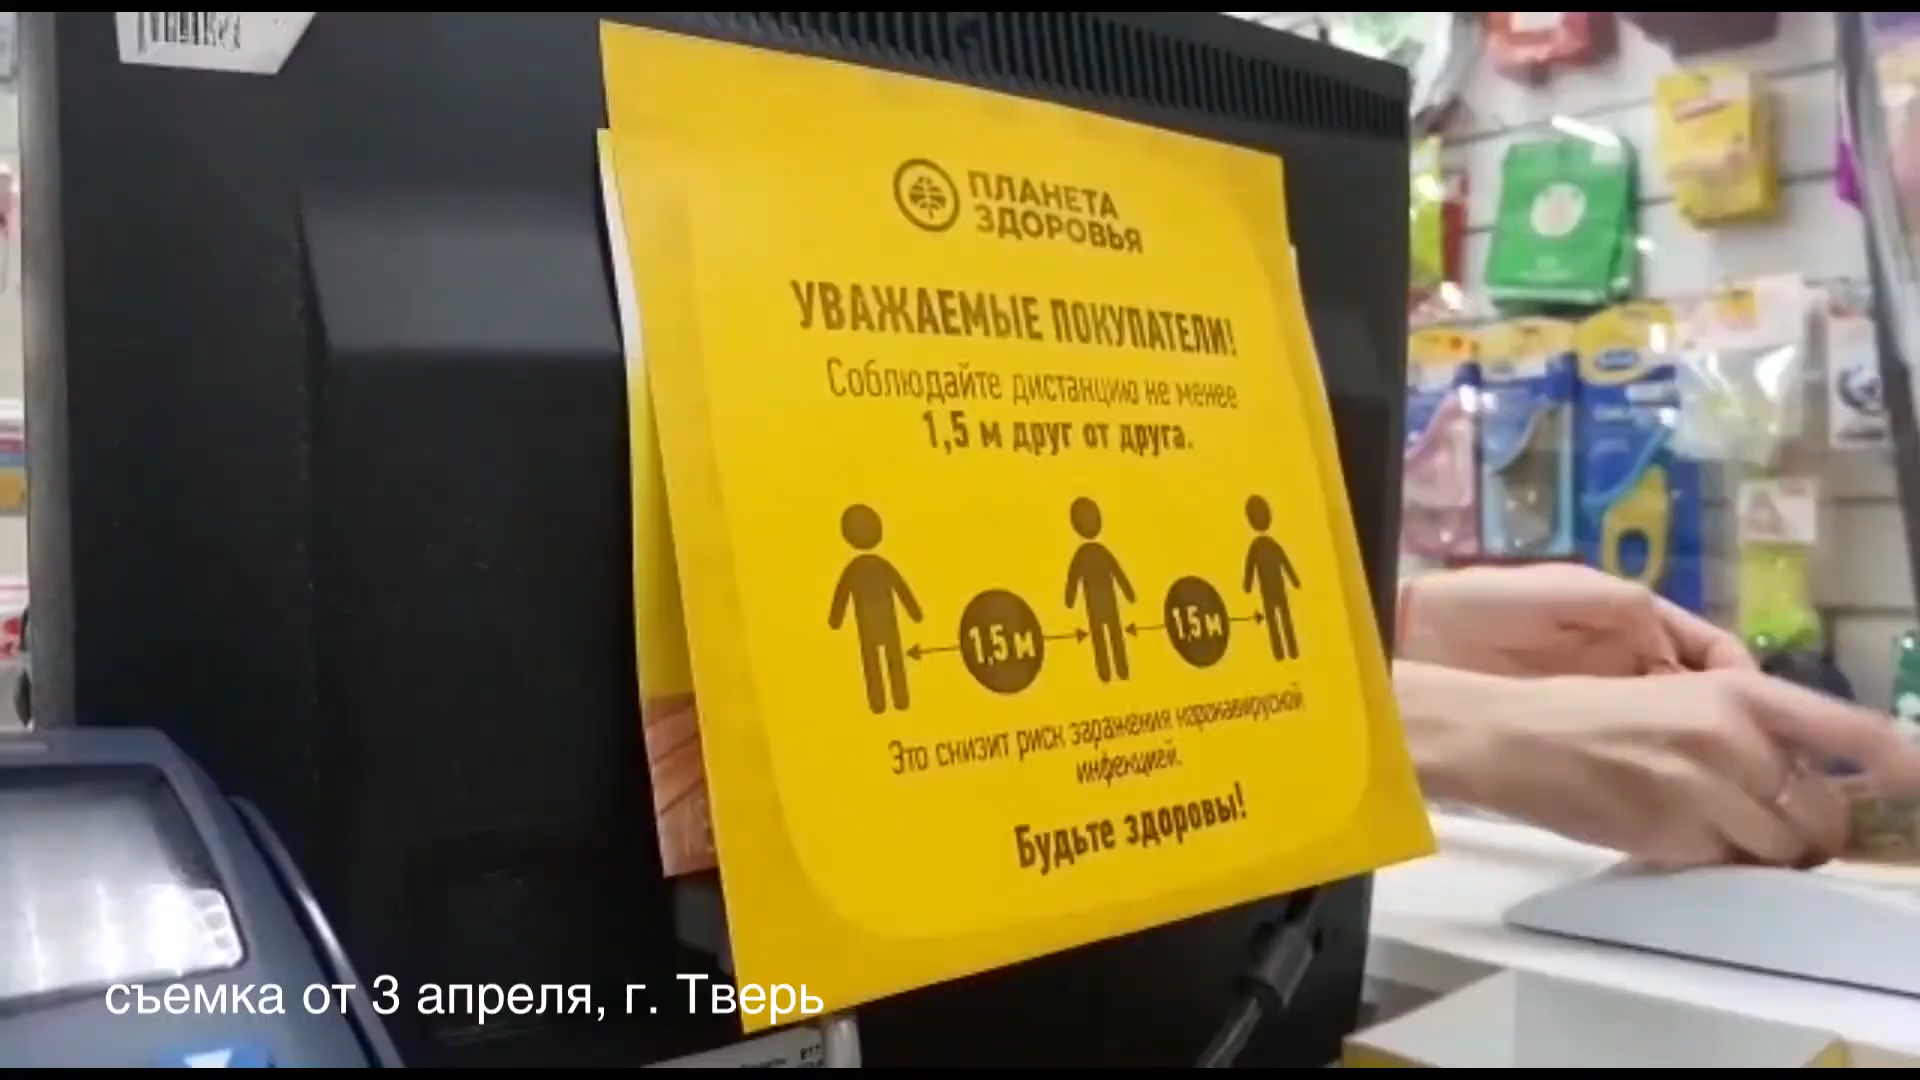 ПЛАНЕТА
ЗДОРОВЬЯ
УВАЖАЕМЫЕ ПОКУПАТЕЛИ!
Соблюдайте дистанцию не менее
1,5 м друг от друга.
1,5 м
1,5 м
Это снизит риск заражения коронавирусной
инфекцией.
Будьте здоровы!
съемка от 3 апреля, г. Тверь